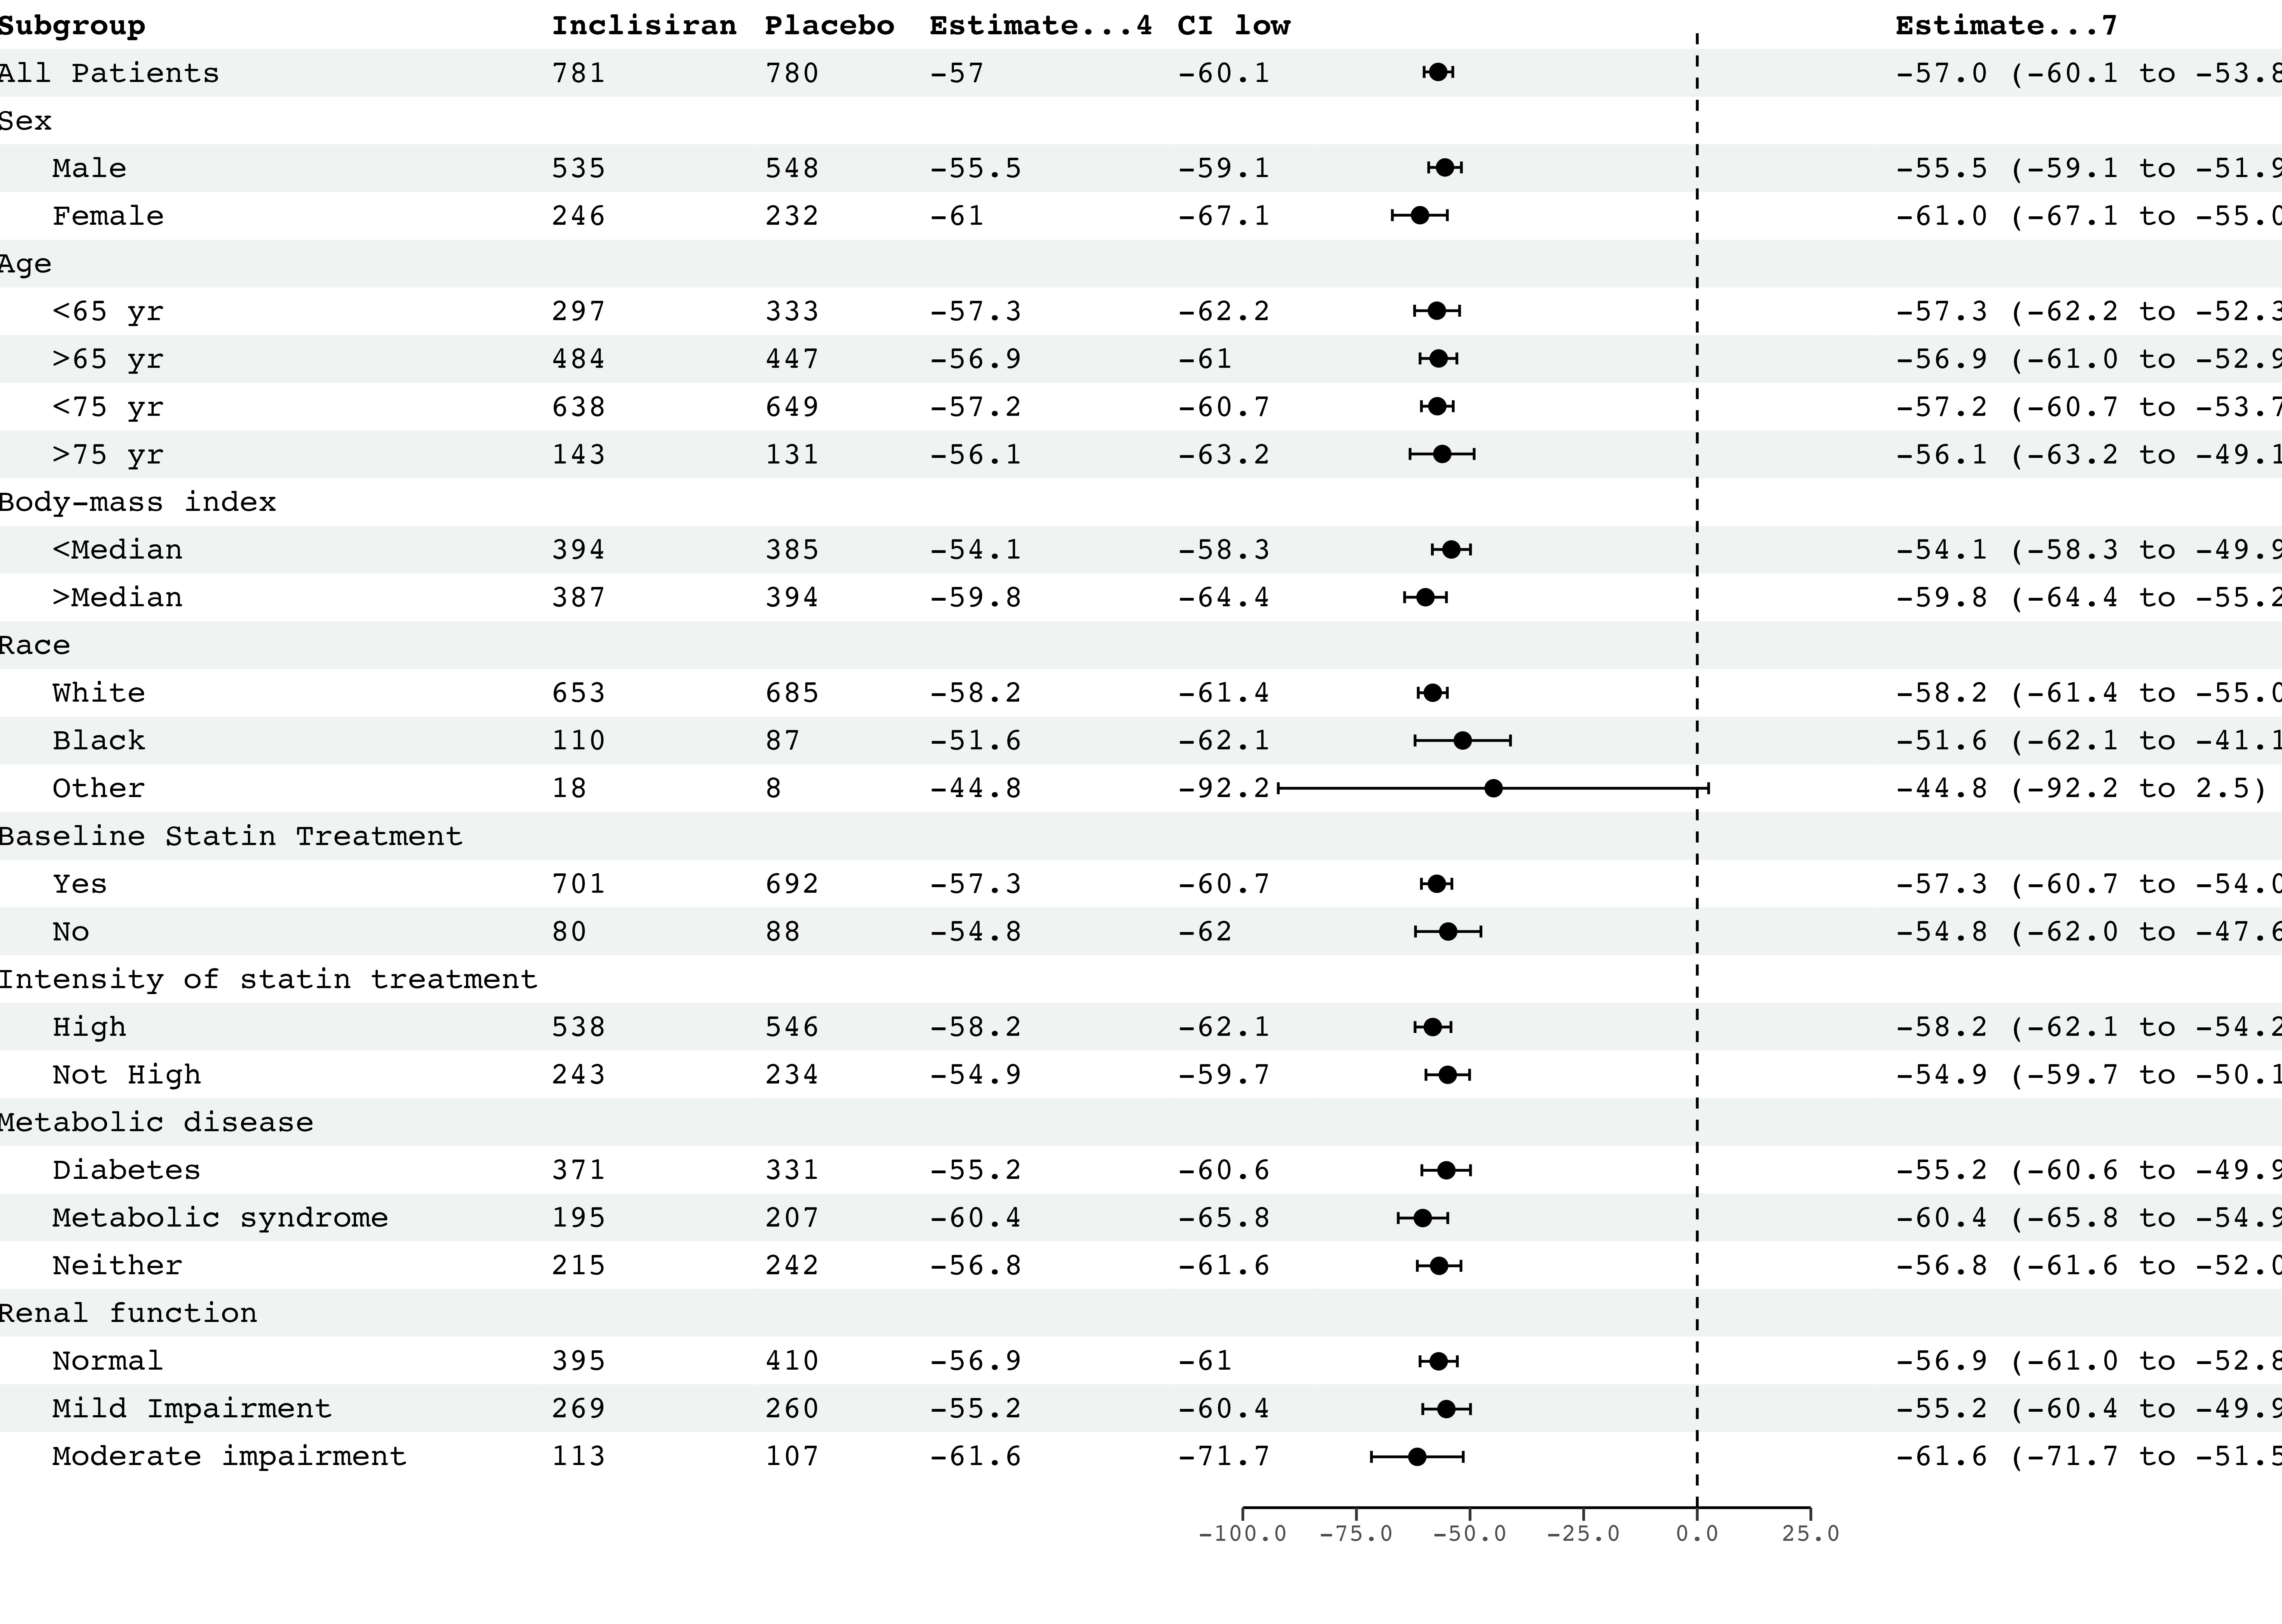 Subgroup Inclisiran Placebo Estimate...4 CI low Estimate...7
All Patients 781 780 -57 -60.1 -57.0 (-60.1 to -53.8
Sex
Male 535 548 -55.5 -59.1 -55.5 (-59.1 to -51.9
Female 246 232 -61 -67.1 -61.0 (-67.1 to -55.0
Age
<65 yr 297 333 -57.3 -62.2 -57.3 (-62.2 to -52.3
>65 yr 484 447 -56.9 -61 -56.9 (-61.0 to -52.9
<75 yr 638 649 -57.2 -60.7 -57.2 (-60.7 to -53.7
>75 yr 143 131 -56.1 -63.2 -56.1 (-63.2 to -49.1
Body-mass index
<Median 394 385 -54.1 -58.3 -54.1 (-58.3 to -49.9
>Median 387 394 -59.8 -64.4 -59.8 (-64.4 to -55.2
Race
White 653 685 -58.2 -61.4 -58.2 (-61.4 to -55.0
Black 110 87 -51.6 -62.1 -51.6 (-62.1 to -41.1
Other 18 8 -44.8 -92.2 -44.8 (-92.2 to 2.5)
Baseline Statin Treatment
Yes 701 692 -57.3 -60.7 -57.3 (-60.7 to -54.0
No 80 88 -54.8 -62 -54.8 (-62.0 to -47.6
Intensity of statin treatment
High 538 546 -58.2 -62.1 -58.2 (-62.1 to -54.2
Not High 243 234 -54.9 -59.7 -54.9 (-59.7 to -50.1
Metabolic disease
Diabetes 371 331 -55.2 -60.6 -55.2 (-60.6 to -49.9
Metabolic syndrome 195 207 -60.4 -65.8 -60.4 (-65.8 to -54.9
Neither 215 242 -56.8 -61.6 -56.8 (-61.6 to -52.0
Renal function
Normal 395 410 -56.9 -61 -56.9 (-61.0 to -52.8
Mild Impairment 269 260 -55.2 -60.4 -55.2 (-60.4 to -49.9
Moderate impairment 113 107 -61.6 -71.7 -61.6 (-71.7 to -51.5
-100.0 -75.0 -50.0 -25.0 0.0 25.0